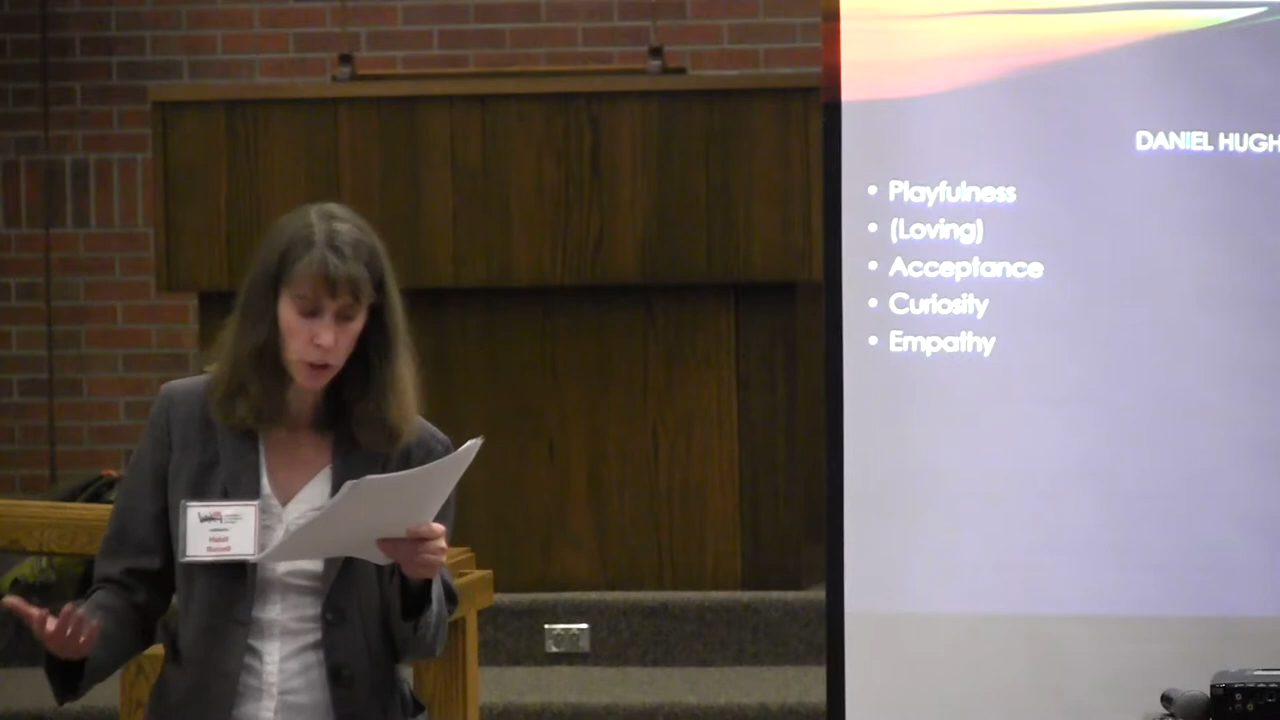 DANIEL HUGH
• Playfulness
• (Loving)
• Acceptance
• Curiosity
• Empathy